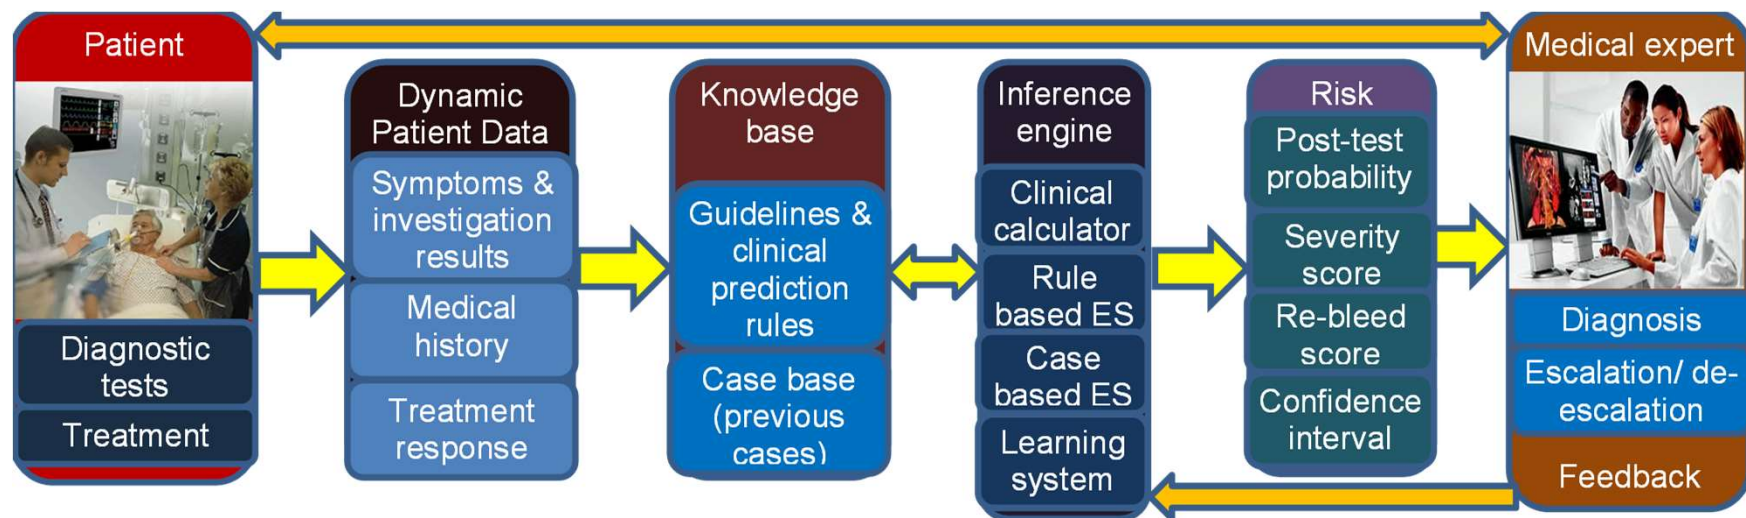 Patient
Diagnostic
tests
Treatment
Dynamic
Patient Data
Symptoms &
investigation
results
Medical
history
Treatment
response
Knowledge
base
Guidelines &
clinical
prediction
rules
Case base
(previous
cases)
Inference
engine
Clinical
calculator
Rule
based ES
Case
based ES
Learning
system
Risk
Post-test
probability
Severity
score
Re-bleed
score
Confidence
interval
Medical expert
Diagnosis
Escalation/ de-
escalation
Feedback